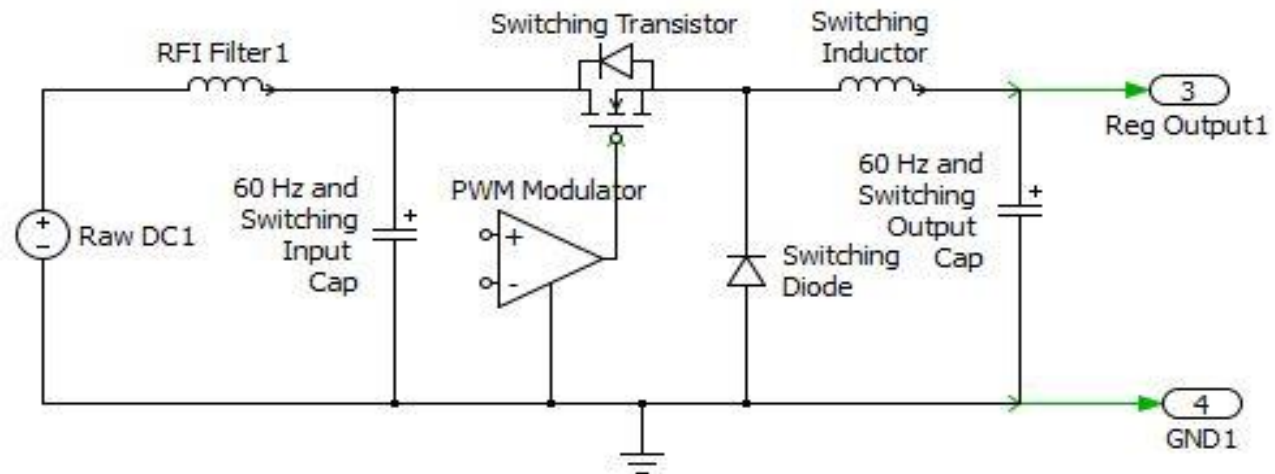 Switching Transistor
Switching
Inductor
RFI Filter1
3
Reg Output1
60 Hz and
Switching
Input
Cap
PWM Modulator
60 Hz and
Switching
Output
Cap
+
+
+
-
Raw DC1
+
-
Switching
Diode
4
GND1